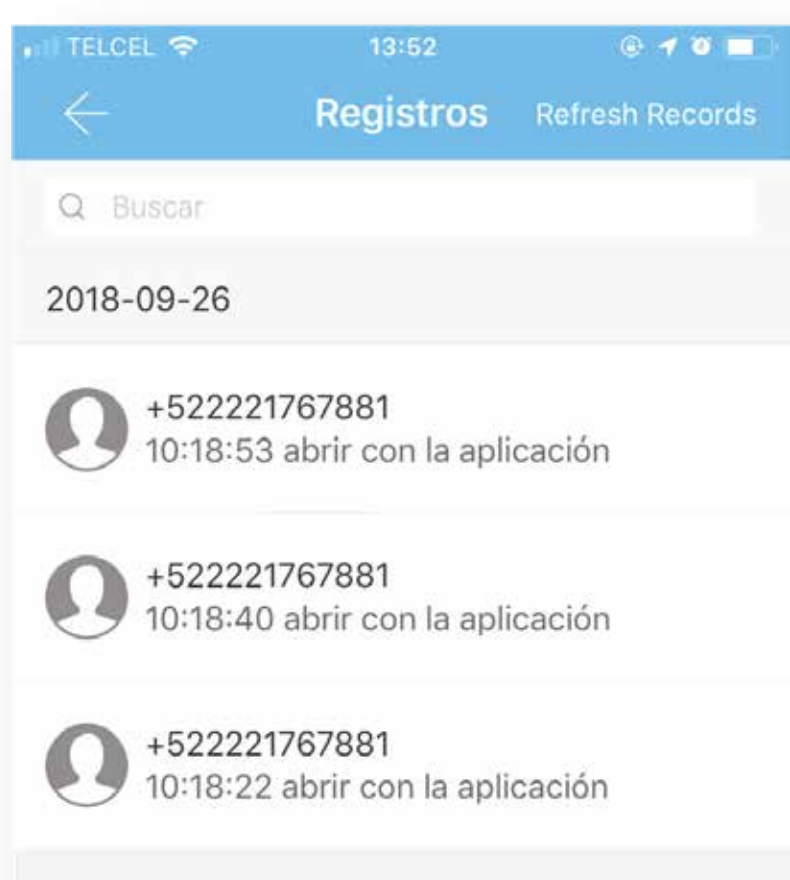 TELCEL 13:52
Registros Refresh Records
Buscar
2018-09-26
+522221767881
10:18:53 abrir con la aplicación
+522221767881
10:18:40 abrir con la aplicación
+522221767881
10:18:22 abrir con la aplicación